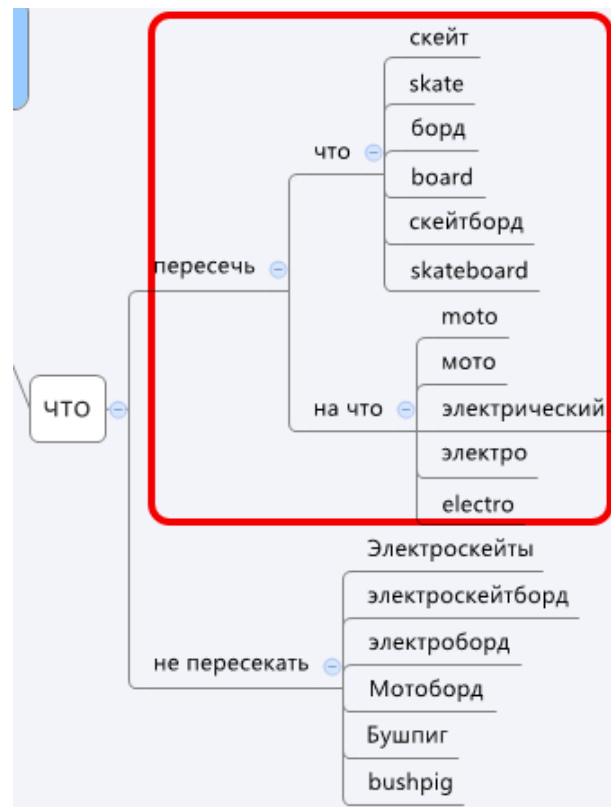 скейт
skate
борд
что
board
скейтборд
пересечь
skateboard
moto
мото
что
на что
электрический
электро
electro
Электроскейты
электроскейтборд
электроборд
не пересекать
Мотоборд
Бушпиг
bushpig